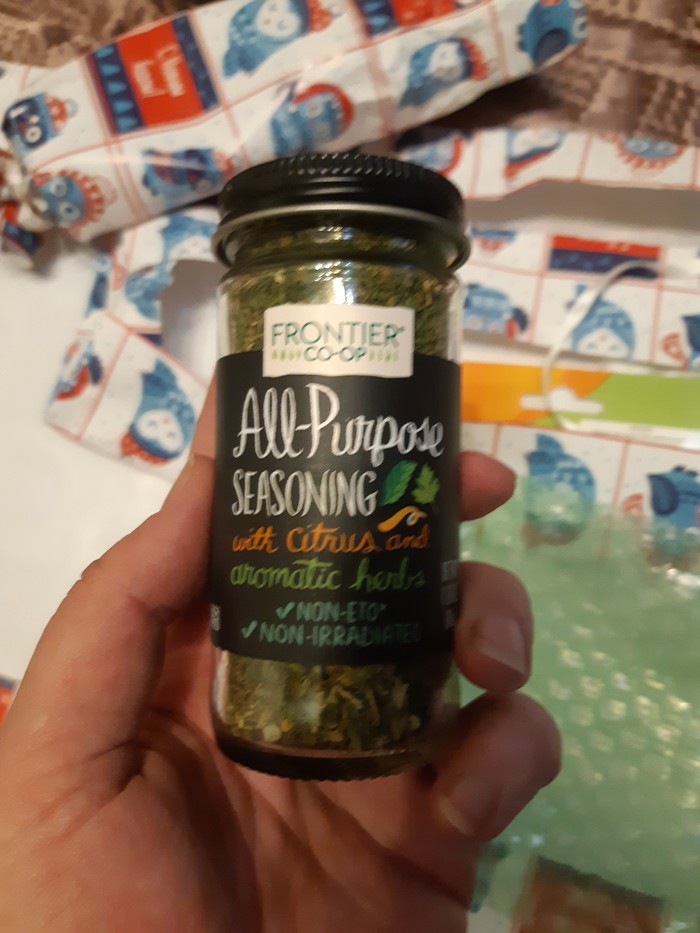 FRONTIER®
CO-OP
All-Purpose
SEASONING
with citrus and
aromatic herbs
✓NON-ETO*
✓NON-IRRADIATED